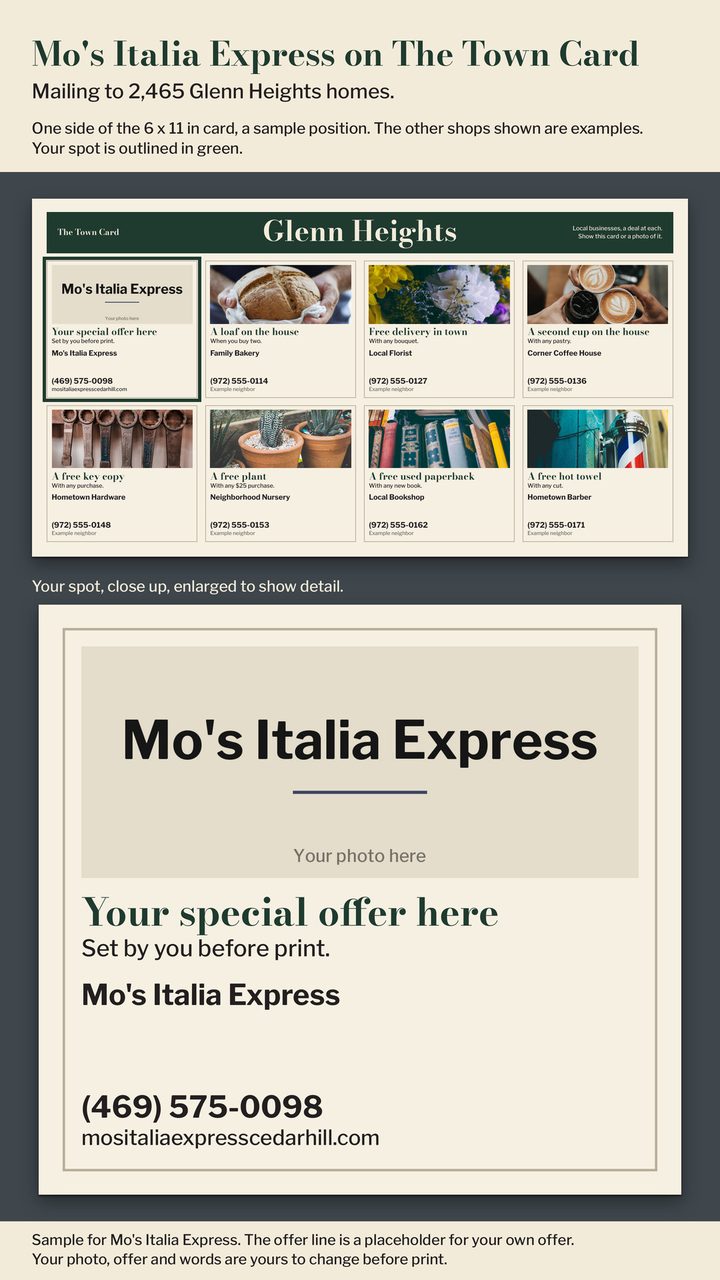 Mo's Italia Express on The Town Card
Mailing to 2,465 Glenn Heights homes.
One side of the 6 x 11 in card, a sample position. The other shops shown are examples.
Your spot is outlined in green.
The Town Card
Glenn Heights
Local businesses, a deal at each.
Show this card or a photo of it.
Mo's Italia Express
Your photo here
Your special offer here
Set by you before print.
Mo's Italia Express
(469) 575-0098
mositaliaexpresscedarhill.com
A loaf on the house
When you buy two.
Family Bakery
(972) 555-0114
Example neighbor
Free delivery in town
With any bouquet.
Local Florist
(972) 555-0127
Example neighbor
A second cup on the house
With any pastry.
Corner Coffee House
(972) 555-0136
Example neighbor
A free key copy
With any purchase.
Hometown Hardware
(972) 555-0148
Example neighbor
A free plant
With any $25 purchase.
Neighborhood Nursery
(972) 555-0153
Example neighbor
A free used paperback
With any new book.
Local Bookshop
(972) 555-0162
Example neighbor
A free hot towel
With any cut.
Hometown Barber
(972) 555-0171
Example neighbor
Your spot, close up, enlarged to show detail.
Mo's Italia Express
Your photo here
Your special offer here
Set by you before print.
Mo's Italia Express
(469) 575-0098
mositaliaexpresscedarhill.com
Sample for Mo's Italia Express. The offer line is a placeholder for your own offer.
Your photo, offer and words are yours to change before print.